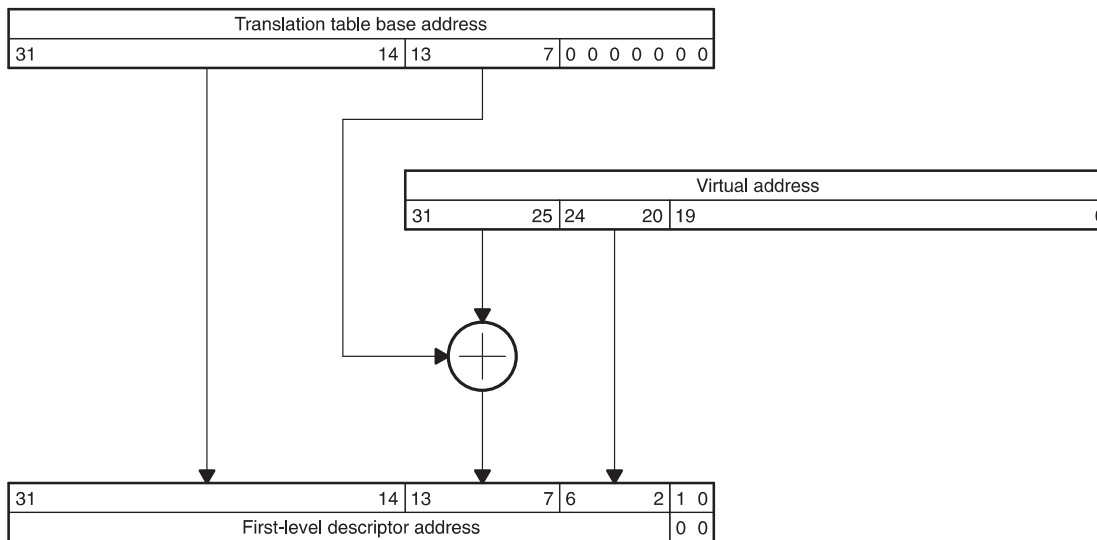 Translation table base address
31 14 13 7 0 0 0 0 0 0 0
Virtual address
31 25 24 20 19
31 14 13 7 6 2 1 0
First-level descriptor address 0 0